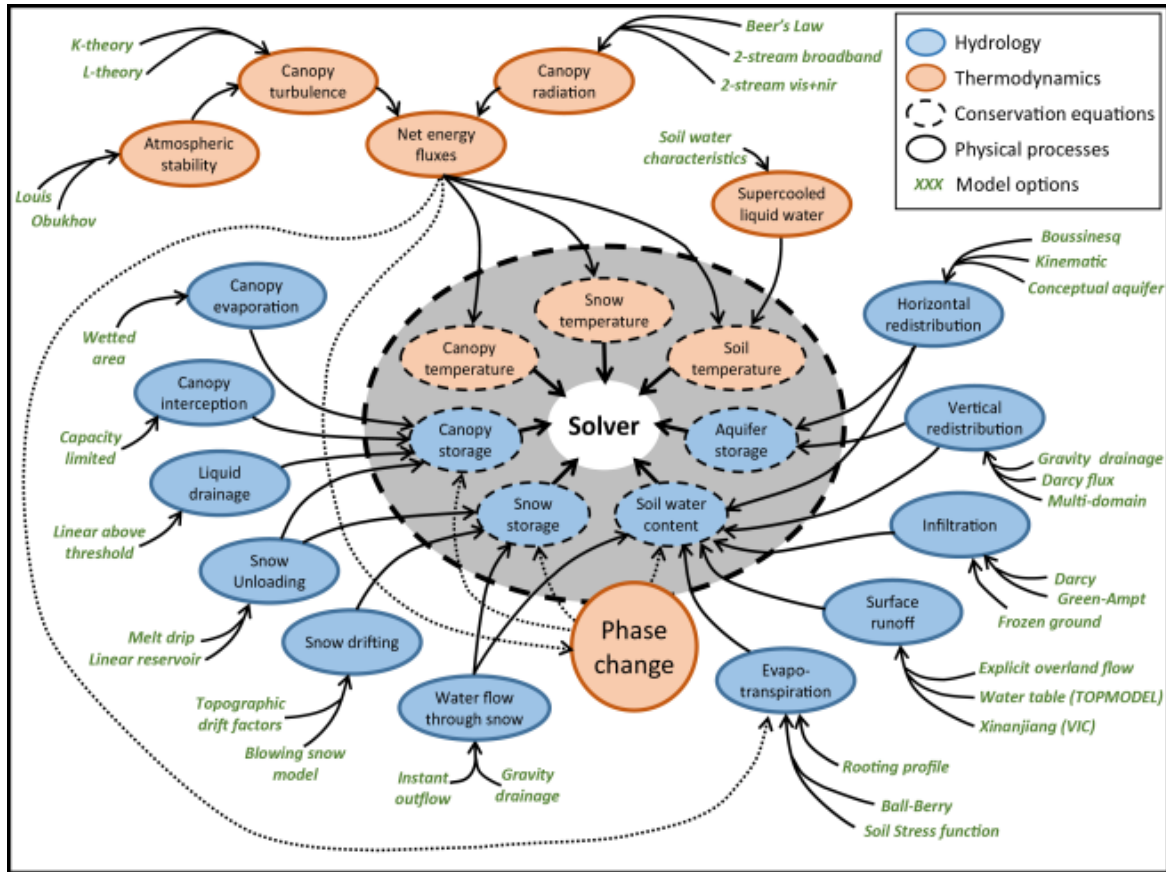 K-theory
L-theory
Canopy
turbulence
Canopy
radiation
Beer's Law
2-stream broadband
2-stream vis+nir
Hydrology
Thermodynamics
Conservation equations
Physical processes
XXX Model options
Atmospheric
stability
Net energy
fluxes
Louis
Obukhov
Soil water
characteristics
Supercooled
liquid water
Boussinesq
Kinematic
Conceptual aquifer
Horizontal
redistribution
Canopy
evaporation
Wetted
area
Snow
temperature
Canopy
temperature
Soil
temperature
Canopy
interception
Capacity
limited
Canopy
storage
Solver
Aquifer
storage
Vertical
redistribution
Gravity drainage
Darcy flux
Multi-domain
Liquid
drainage
Linear above
threshold
Snow
storage
Soil water
content
Infiltration
Darcy
Green-Ampt
Frozen ground
Snow
Unloading
Melt drip
Linear reservoir
Snow drifting
Topographic
drift factors
Blowing snow
model
Phase
change
Surface
runoff
Explicit overland flow
Water table (TOPMODEL)
Xinanjiang (VIC)
Water flow
through snow
Instant
outflow
Gravity
drainage
Evapo-
transpiration
Rooting profile
Ball-Berry
Soil Stress function